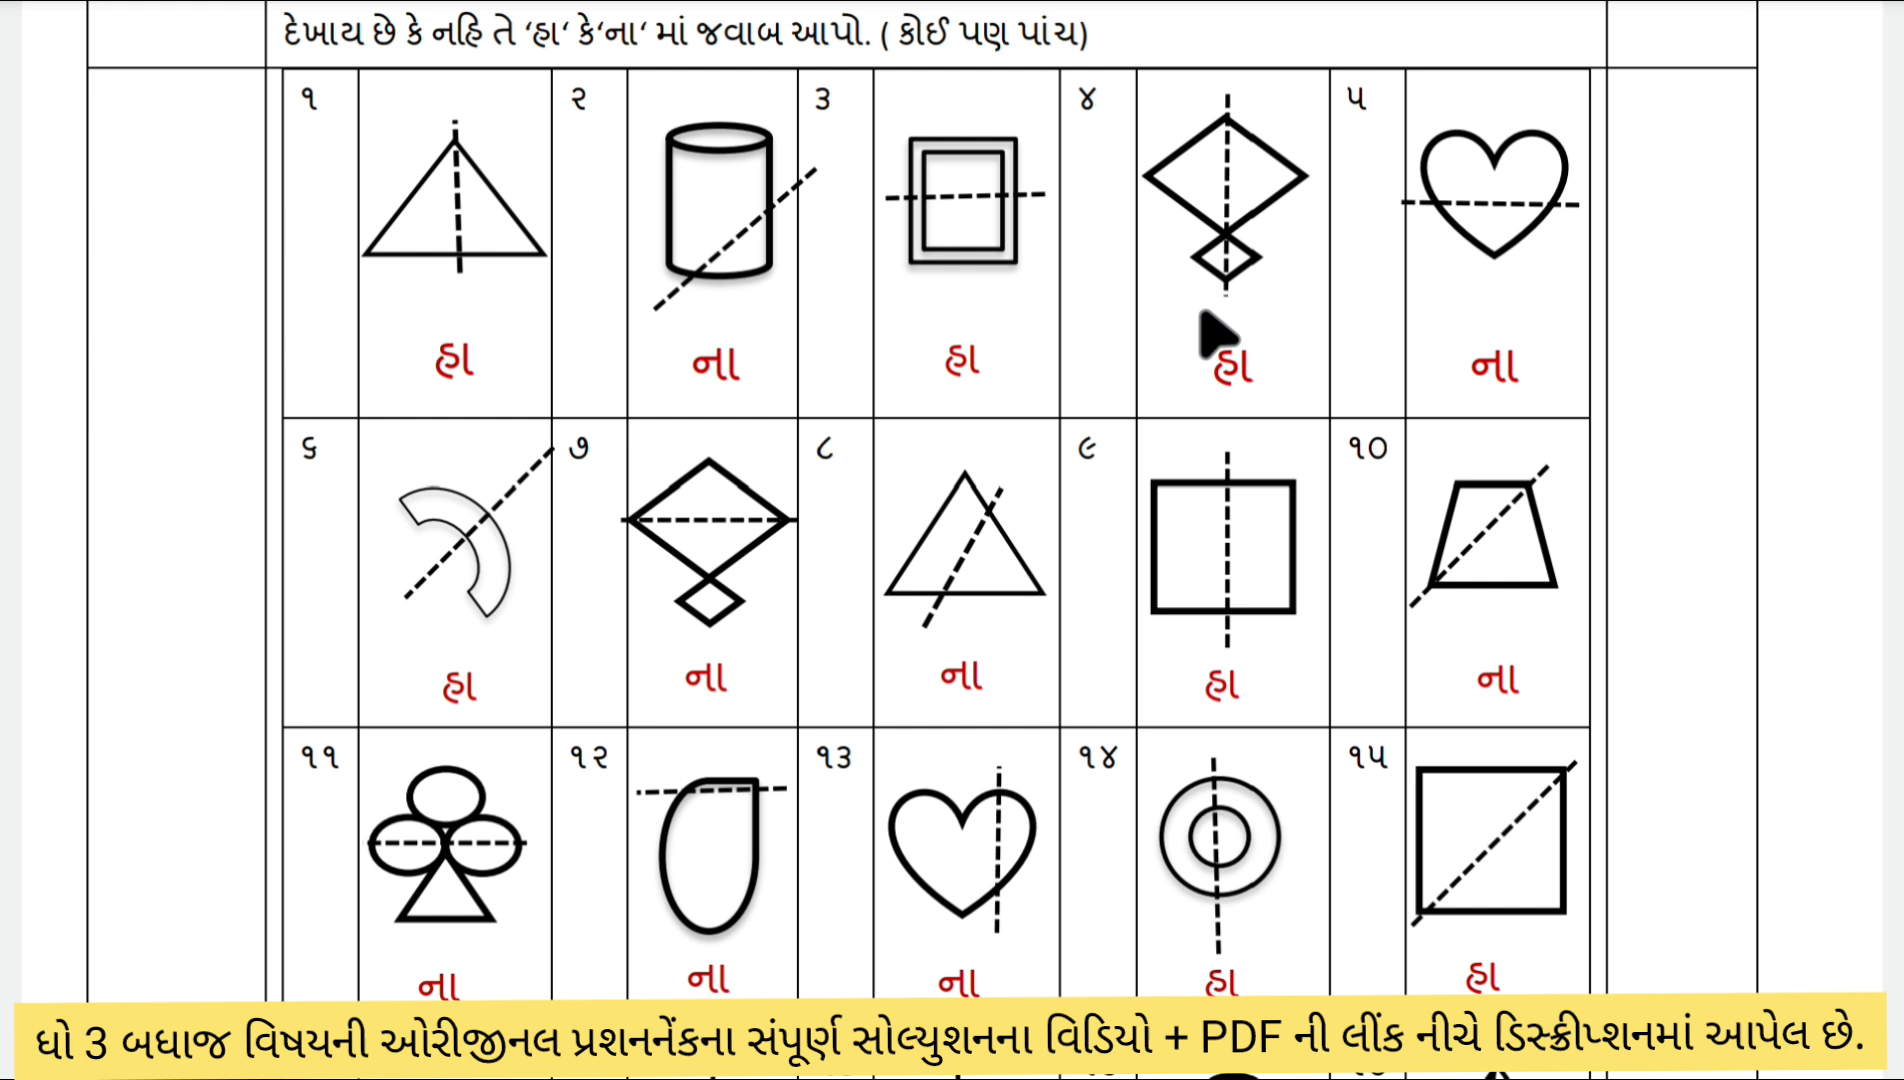 દેખાય છે કે નહિ તે ‘હા‘ કે‘ના‘ માં જવાબ આપો. ( કોઈ પણ પાંચ)
૧ ૨ ૩ ૪ ૫
હા ના હા હા ના
૬ ૭ ૮ ૯ ૧૦
હા ના ના હા ના
૧૧ ૧૨ ૧૩ ૧૪ ૧૫
ના ના ના હા હા
ધો 3 બધાજ વિષયની ઓરીજીનલ પ્રશનનેંકના સંપૂર્ણ સોલ્યુશનના વિડિયો + PDF ની લીંક નીચે ડિસ્ક્રીપ્શનમાં આપેલ છે.